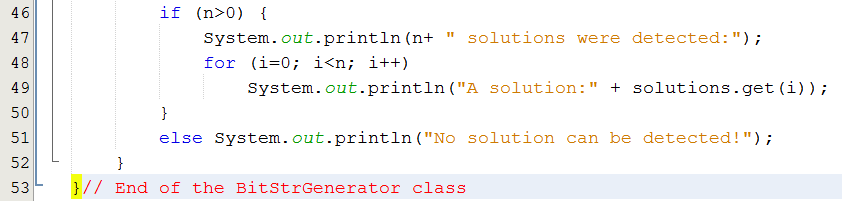 46 if (n>0) {
47 System.out.println(n+ " solutions were detected:");
48 for (i=0; i<n; i++)
49 System.out.println("A solution:" + solutions.get(i));
50 }
51 else System.out.println("No solution can be detected!");
52 }
53 }// End of the BitStrGenerator class